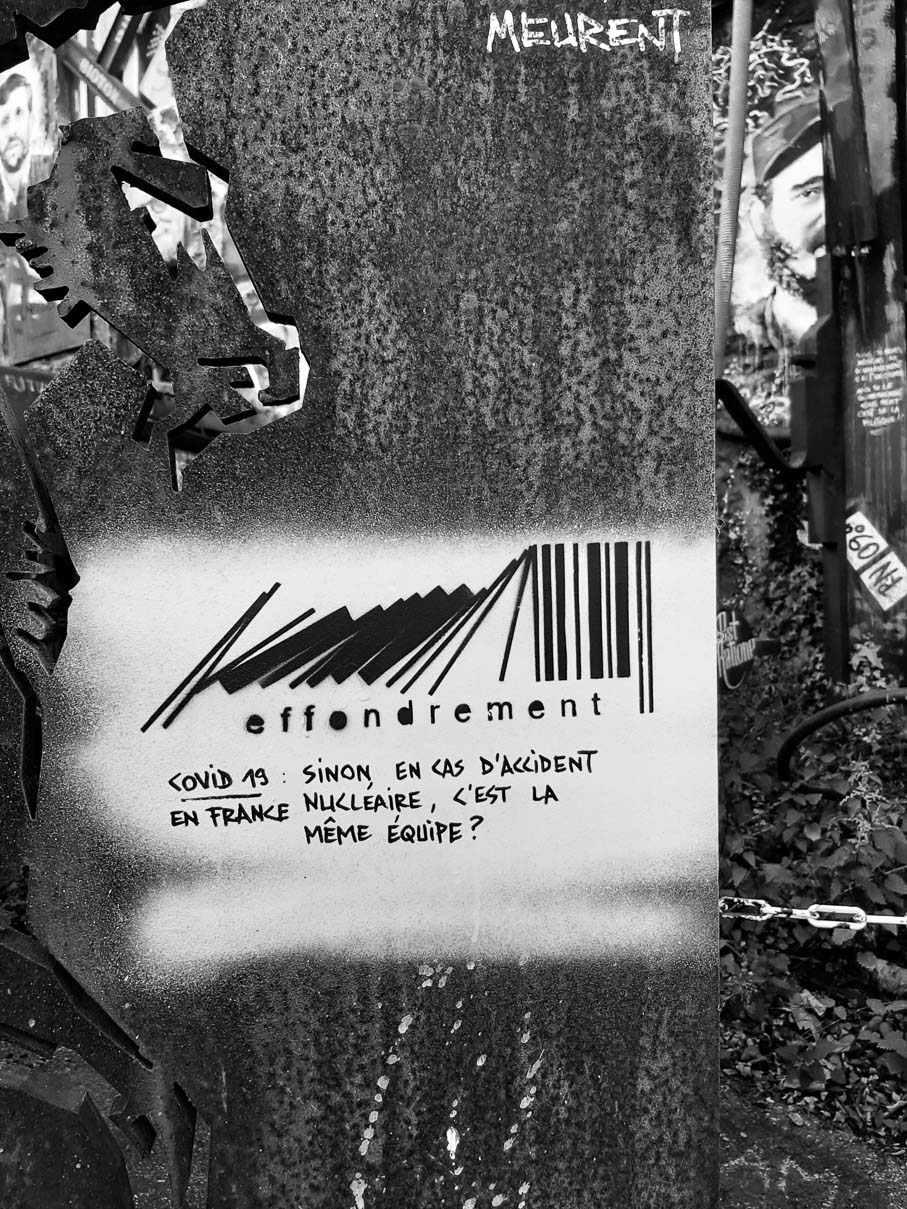 MEURENT
effondrement
COVID 19 : SINON, EN CAS D'ACCIDENT
EN FRANCE NUCLÉAIRE, C'EST LA
MÊME ÉQUIPE ?